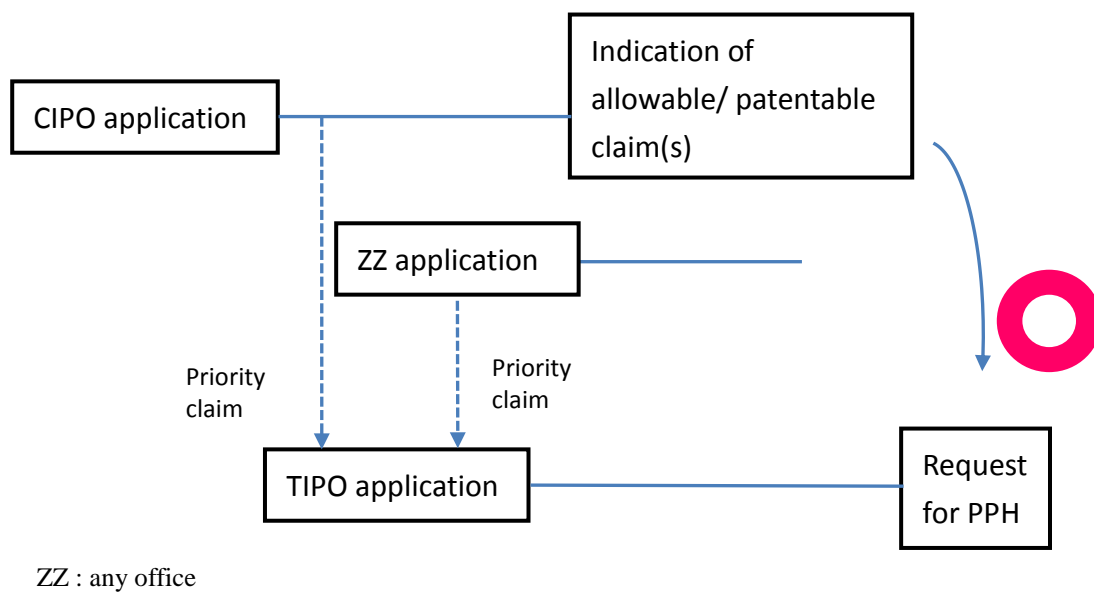 CIPO application
Indication of
allowable/ patentable
claim(s)
ZZ application
Priority
claim
Priority
claim
TIPO application
Request
for PPH
ZZ : any office